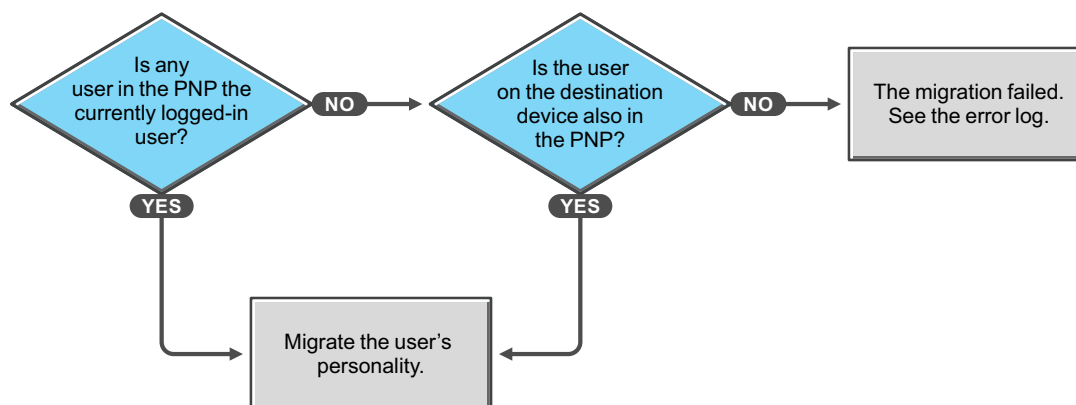 Is any
user in the PNP the
currently logged-in
user?
NO
Is the user
on the destination
device also in
the PNP?
NO
The migration failed.
See the error log.
YES
YES
Migrate the user’s
personality.